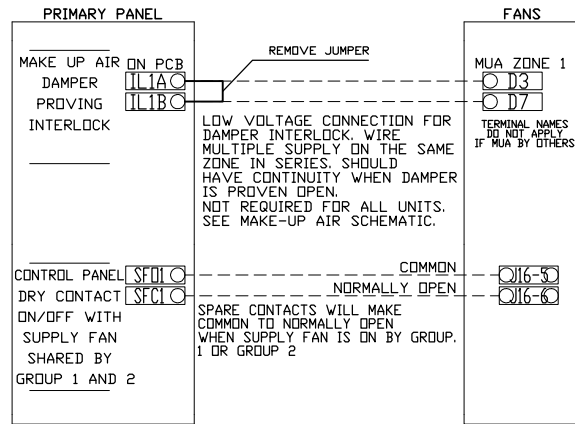 PRIMARY PANEL
FANS
MAKE UP AIR
DAMPER
PROVING
INTERLOCK
ON PCB
IL1A
IL1B
REMOVE JUMPER
MUA ZONE 1
D3
D7
TERMINAL NAMES
DO NOT APPLY
IF MUA BY OTHERS
LOW VOLTAGE CONNECTION FOR
DAMPER INTERLOCK. WIRE
MULTIPLE SUPPLY ON THE SAME
ZONE IN SERIES. SHOULD
HAVE CONTINUITY WHEN DAMPER
IS PROVEN OPEN.
NOT REQUIRED FOR ALL UNITS.
SEE MAKE-UP AIR SCHEMATIC.
CONTROL PANEL
DRY CONTACT
ON/OFF WITH
SUPPLY FAN
SHARED BY
GROUP 1 AND 2
SFO1
SFC1
COMMON
NORMALLY OPEN
J16-5
J16-6
SPARE CONTACTS WILL MAKE
COMMON TO NORMALLY OPEN
WHEN SUPPLY FAN IS ON BY GROUP.
1 OR GROUP 2